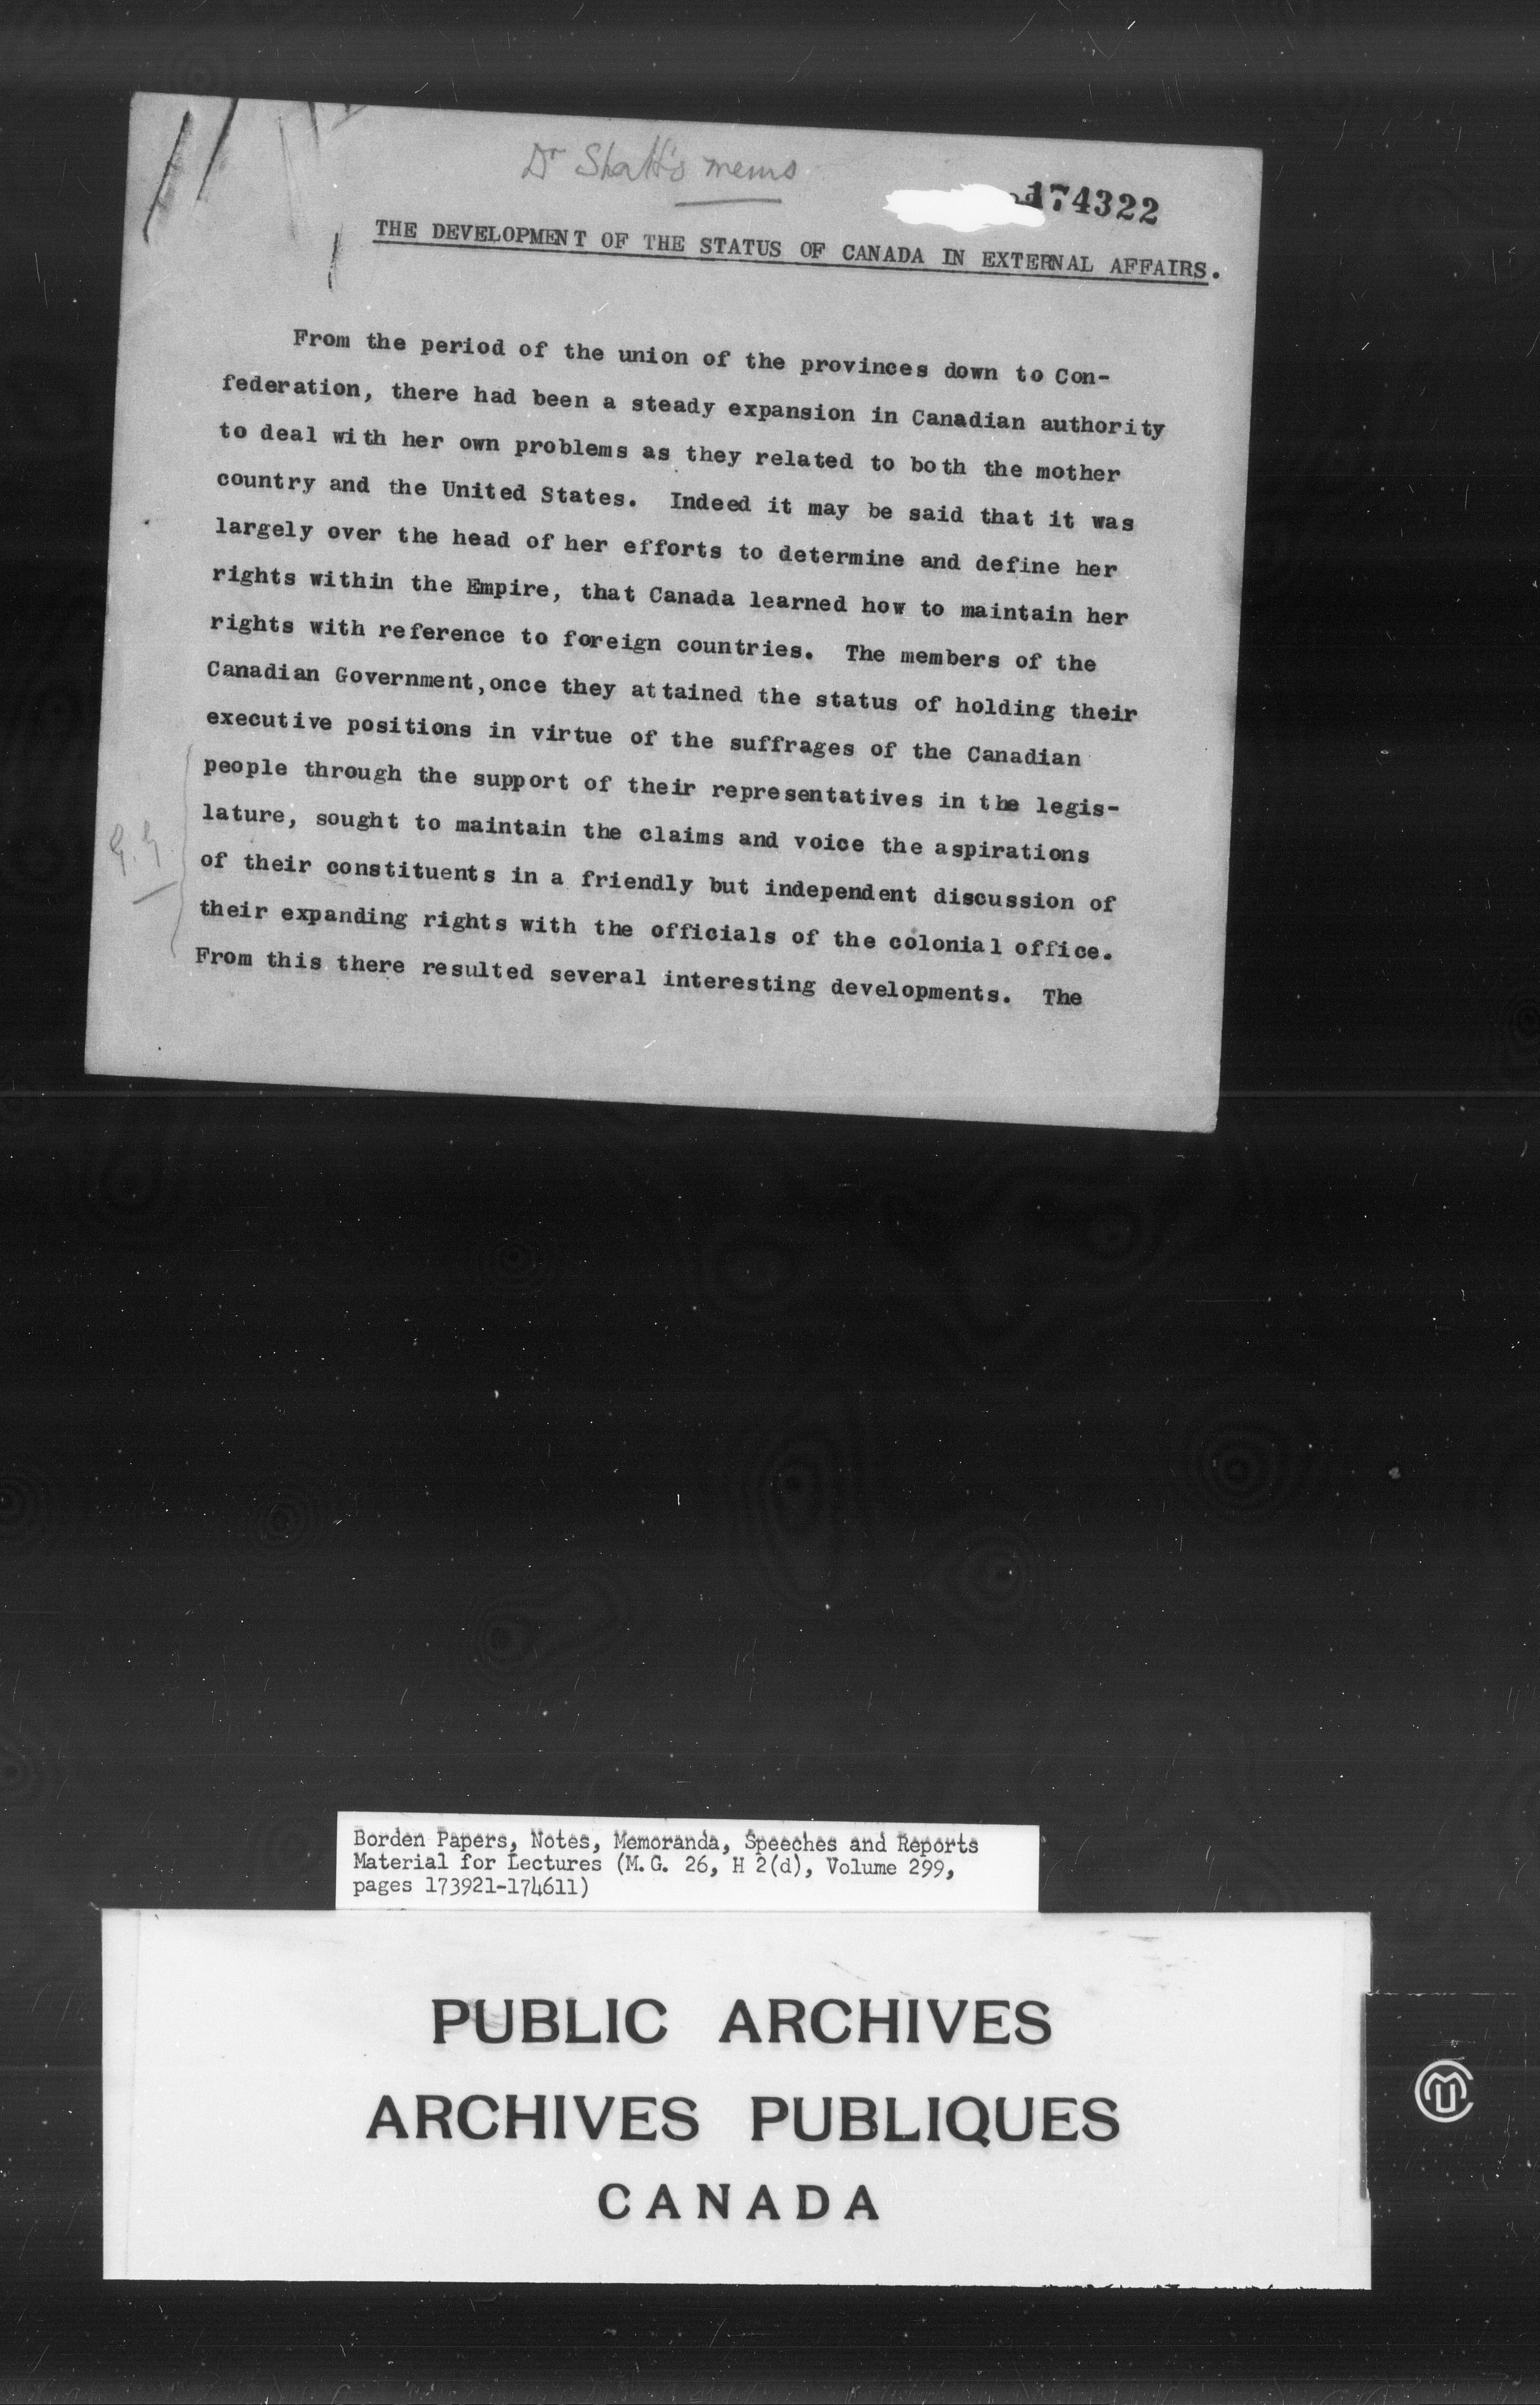 Dr Shortt's memo
174322
THE DEVELOPMENT OF THE STATUS OF CANADA IN EXTERNAL AFFAIRS.
From the period of the union of the provinces down to Con-
federation, there had been a steady expansion in Canadian authority
to deal with her own problems as they related to both the mother
country and the United States. Indeed it may be said that it was
largely over the head of her efforts to determine and define her
rights within the Empire, that Canada learned how to maintain her
rights with reference to foreign countries. The members of the
Canadian Government,once they attained the status of holding their
executive positions in virtue of the suffrages of the Canadian
people through the support of their representatives in the legis-
lature, sought to maintain the claims and voice the aspirations
of their constituents in a friendly but independent discussion of
their expanding rights with the officials of the colonial office.
From this there resulted several interesting developments. The
Borden Papers, Notes, Memoranda, Speeches and Reports
Material for Lectures (M.G. 26, H 2(d), Volume 299,
pages 173921-174611)
PUBLIC ARCHIVES
ARCHIVES PUBLIQUES
CANADA